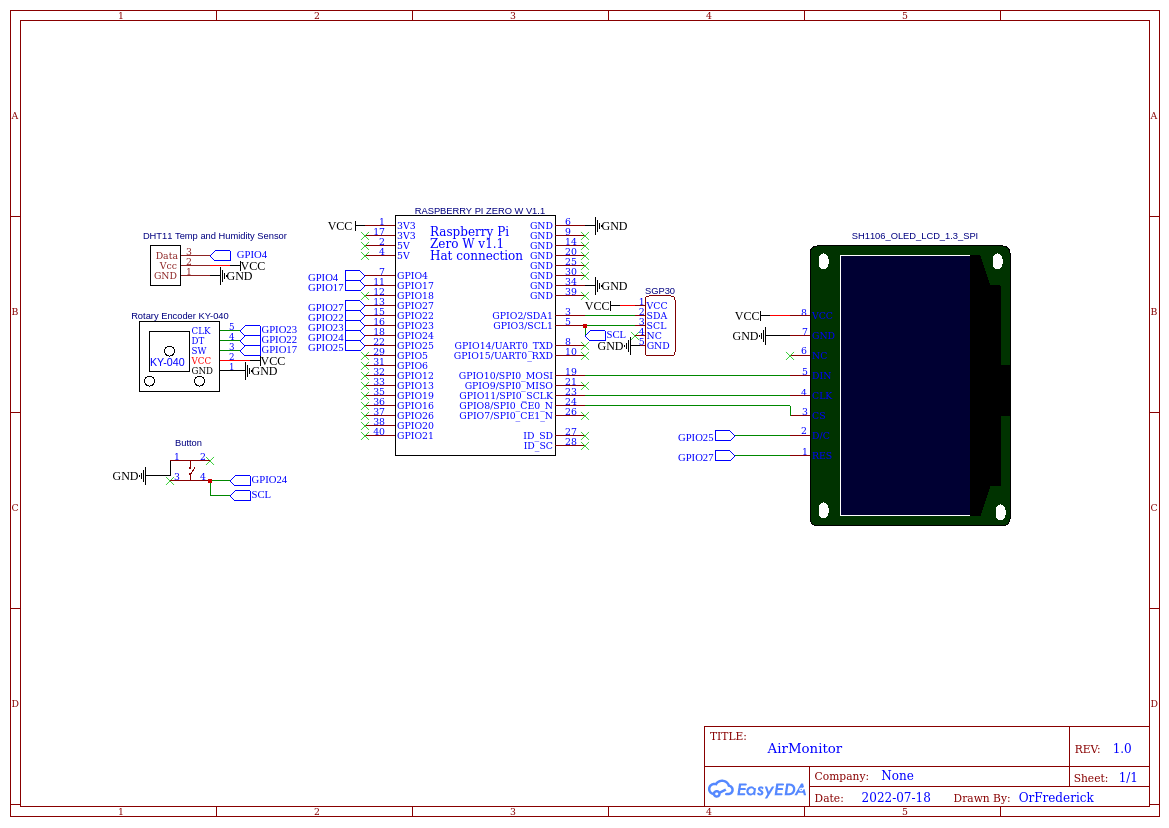 1 2 3 4 5
A A
RASPBERRY PI ZERO W V1.1
Raspberry Pi
Zero W v1.1
Hat connection
VCC 1 3V3 GND 6 GND
17 3V3 GND 9
2 5V GND 14
4 5V GND 20
GND 25
GPIO4 7 GPIO4 GND 30
GPIO17 11 GPIO17 GND 34 GND
12 GPIO18 GND 39
GPIO27 13 GPIO27
GPIO22 15 GPIO22 GPIO2/SDA1 3
GPIO23 16 GPIO23 GPIO3/SCL1 5
GPIO24 18 GPIO24
GPIO25 22 GPIO25 GPIO14/UART0_TXD 8
29 GPIO5 GPIO15/UART0_RXD 10
31 GPIO6
32 GPIO12 GPIO10/SPI0_MOSI 19
33 GPIO13 GPIO9/SPI0_MISO 21
35 GPIO19 GPIO11/SPI0_SCLK 23
36 GPIO16 GPIO8/SPI0_CE0_N 24
37 GPIO26 GPIO7/SPI0_CE1_N 26
38 GPIO20
40 GPIO21 ID_SD 27
ID_SC 28
DHT11 Temp and Humidity Sensor
Data 3 GPIO4
Vcc 2 VCC
GND 1 GND
Rotary Encoder KY-040
KY-040
CLK 5 GPIO23
DT 4 GPIO22
SW 3 GPIO17
VCC 2 VCC
GND 1 GND
Button
1 2
GND 3 4 GPIO24
SCL
SGP30
VCC 1 VCC
2 SDA
3 SCL
SCL 4 NC
GND 5 GND
SH1106_OLED_LCD_1.3_SPI
VCC 8 VCC
GND 7 GND
6 NC
5 DIN
4 CLK
3 CS
GPIO25 2 D/C
GPIO27 1 RES
B B
C C
D D
TITLE:
AirMonitor
REV: 1.0
EasyEDA
Company: None
Sheet: 1/1
Date: 2022-07-18 Drawn By: OrFrederick
1 2 3 4 5